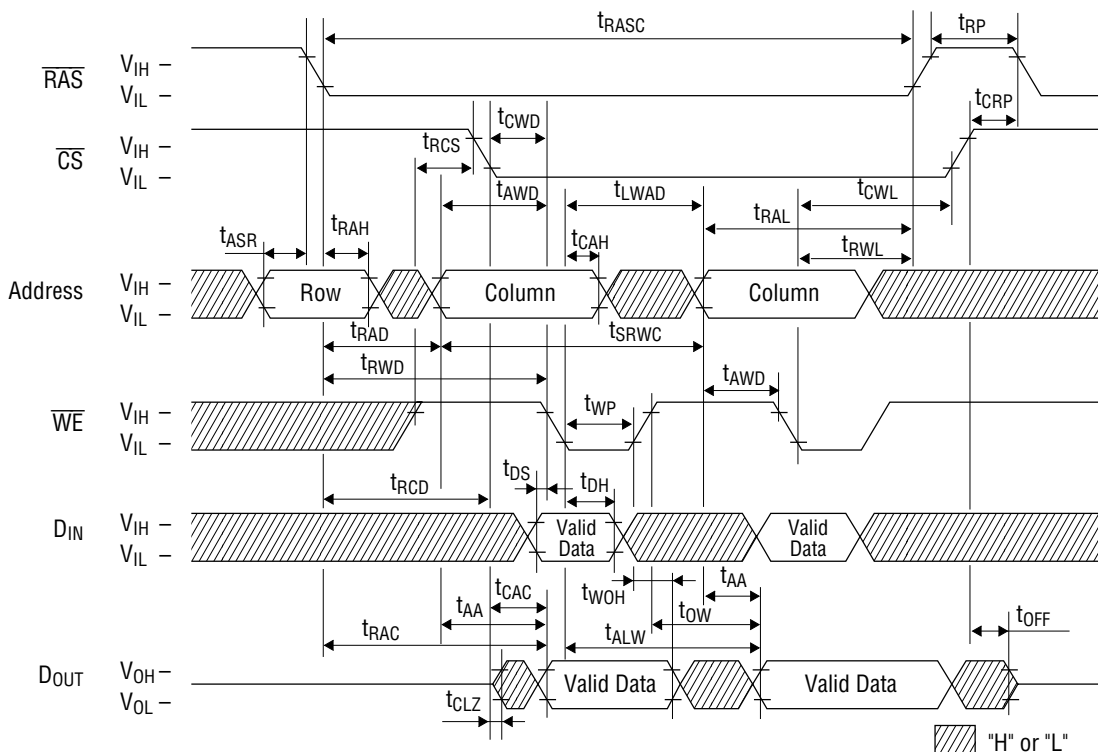 tRASC
tRP
RAS
VIH
VIL
tCRP
tCWD
tRCS
CS
VIH
VIL
tAWD
tLWAD
tCWL
tRAL
tASR
tRAH
tCAH
tRWL
Address
VIH
VIL
Row
Column
Column
tRAD
tSRWC
tRWD
tAWD
WE
VIH
VIL
tWP
tRCD
tDS
tDH
DIN
VIH
VIL
Valid
Data
Valid
Data
tCAC
tWOH
tAA
tAA
tOW
tRAC
tALW
tOFF
DOUT
VOH
VOL
Valid Data
Valid Data
tCLZ
"H" or "L"